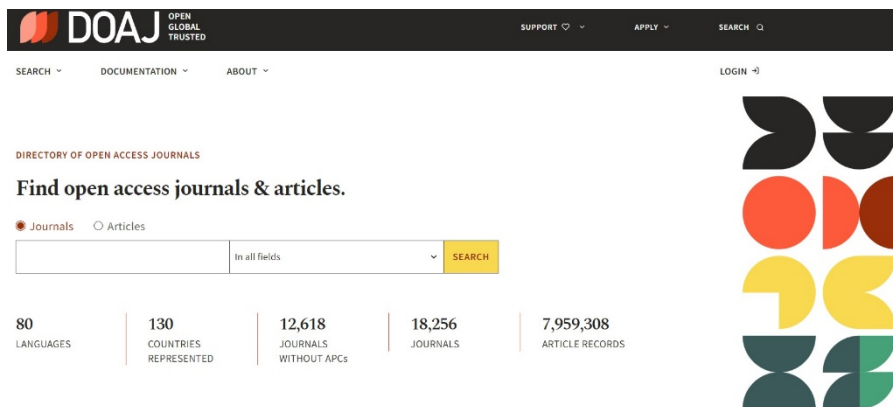 DOAJ
OPEN
GLOBAL
TRUSTED
SUPPORT
APPLY
SEARCH
SEARCH
DOCUMENTATION
ABOUT
LOGIN
DIRECTORY OF OPEN ACCESS JOURNALS
Find open access journals & articles.
Journals
Articles
In all fields
SEARCH
80
LANGUAGES
130
COUNTRIES
REPRESENTED
12,618
JOURNALS
WITHOUT APCs
18,256
JOURNALS
7,959,308
ARTICLE RECORDS